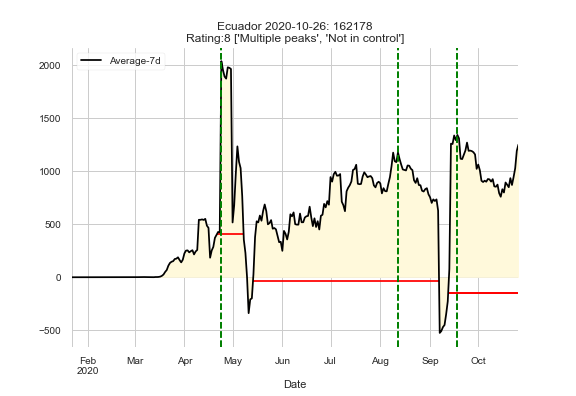 Ecuador 2020-10-26: 162178
Rating:8 ['Multiple peaks', 'Not in control']
Average-7d
2000
1500
1000
500
0
−500
Feb Mar Apr May Jun Jul Aug Sep Oct
2020
Date